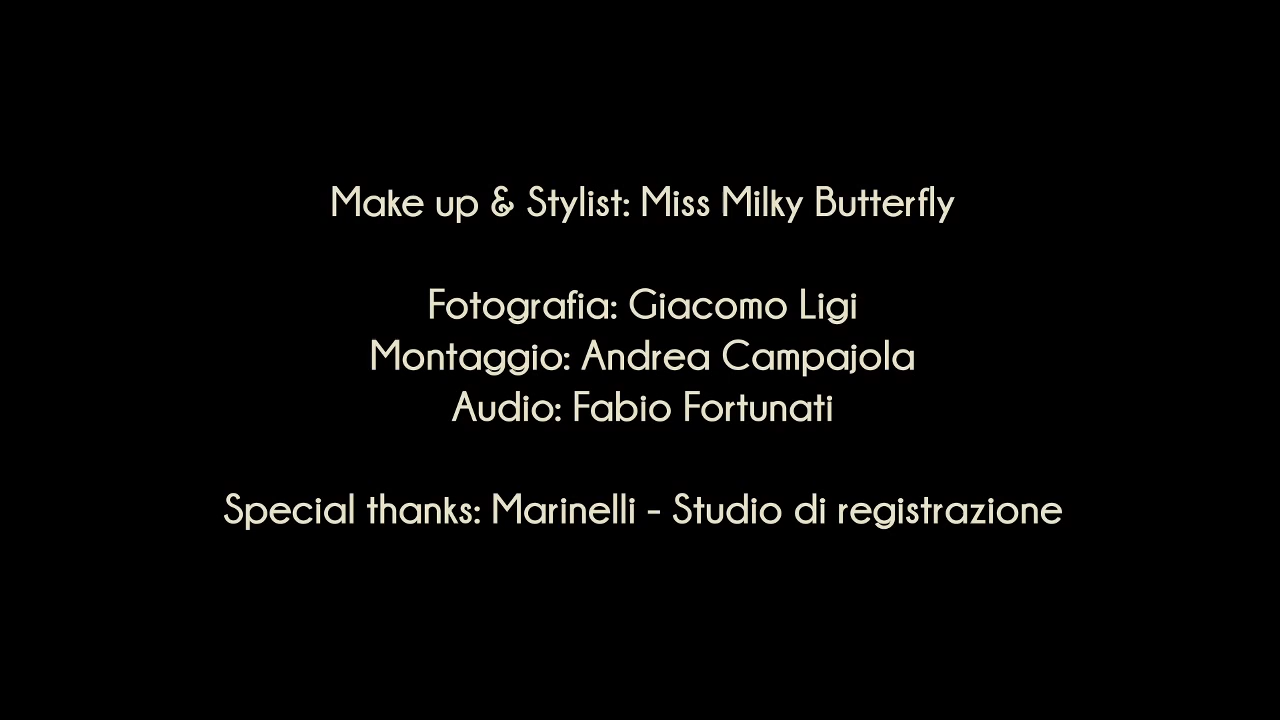 Make up & Stylist: Miss Milky Butterfly
Fotografia: Giacomo Ligi
Montaggio: Andrea Campajola
Audio: Fabio Fortunati
Special thanks: Marinelli - Studio di registrazione